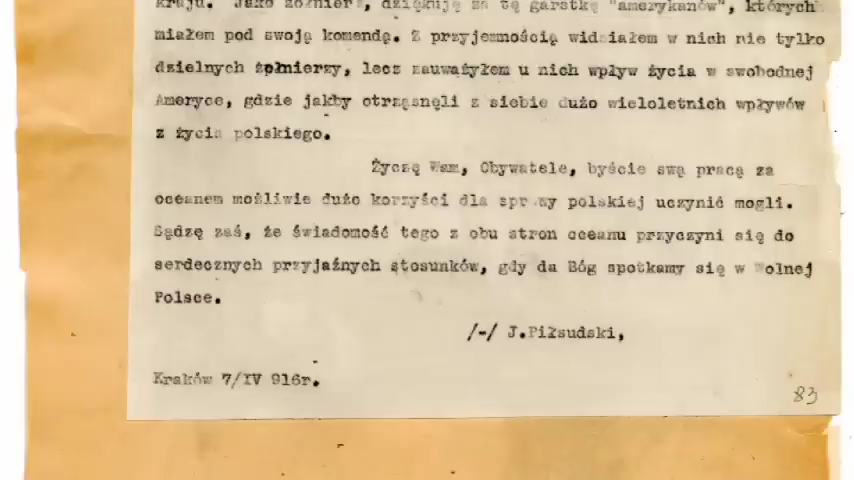 kraju. Jako żołnierz, dziękuję za tę garstkę "amerykanów", których
miałem pod swoją komendę. Z przyjemnością widziałem w nich nie tylko
dzielnych żołnierzy, lecz zauważyłem u nich wpływ życia w swobodnej
Ameryce, gdzie jakby otrząsnęli z siebie dużo wieloletnich wpływów
z życia polskiego.
Życzę Wam, Obywatele, byście swą pracą za
oceanem możliwie dużo korzyści dla sprawy polskiej uczynić mogli.
Sądzę zaś, że świadomość tego z obu stron oceanu przyczyni się do
serdecznych przyjaźnych stosunków, gdy da Bóg spotkamy się w Wolnej
Polsce.
/-/ J.Piłsudski,
Kraków 7/IV 916r.
83